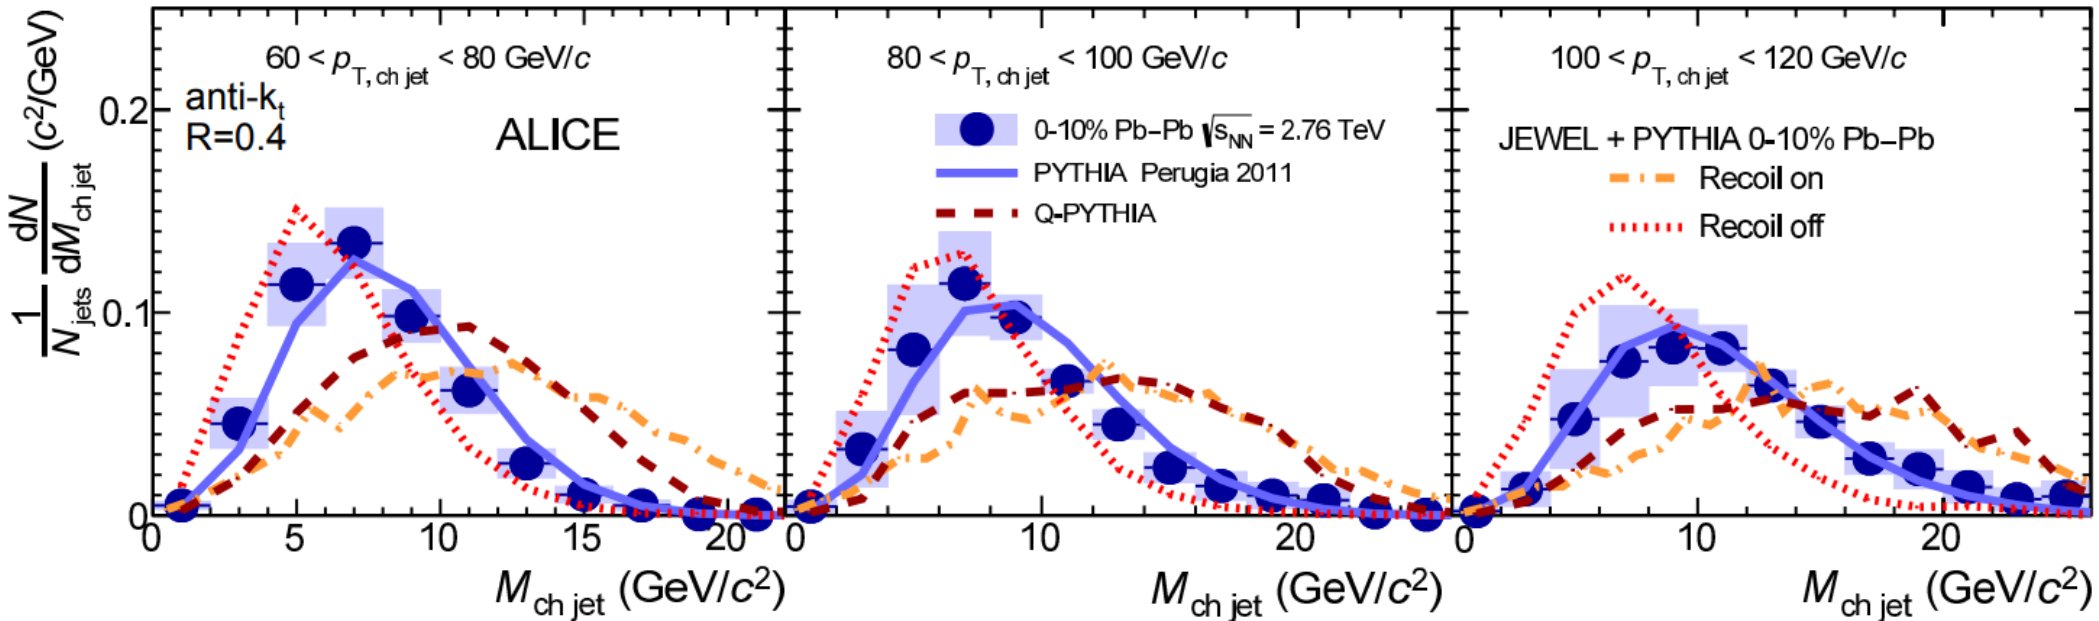 60 < p_T, ch jet < 80 GeV/c
80 < p_T, ch jet < 100 GeV/c
100 < p_T, ch jet < 120 GeV/c
anti-k_t
R=0.4
ALICE
0-10% Pb–Pb √s_NN = 2.76 TeV
PYTHIA Perugia 2011
Q-PYTHIA
JEWEL + PYTHIA 0-10% Pb–Pb
Recoil on
Recoil off
1/N_jets dN/dM_ch jet (c²/GeV)
0.2
0.1
0
0 5 10 15 20
0 10 20
0 10 20
M_ch jet (GeV/c²)
M_ch jet (GeV/c²)
M_ch jet (GeV/c²)